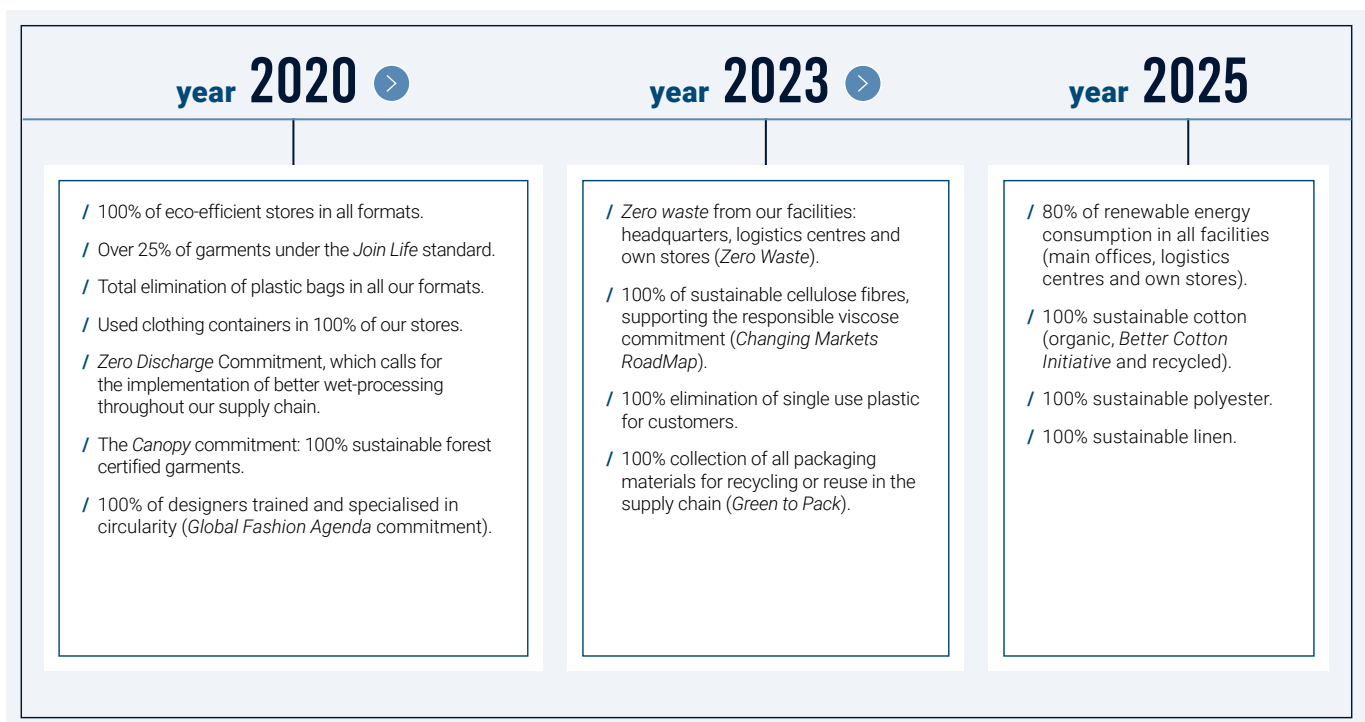 year 2020 >
/ 100% of eco-efficient stores in all formats.
/ Over 25% of garments under the Join Life standard.
/ Total elimination of plastic bags in all our formats.
/ Used clothing containers in 100% of our stores.
/ Zero Discharge Commitment, which calls for
the implementation of better wet-processing
throughout our supply chain.
/ The Canopy commitment: 100% sustainable forest
certified garments.
/ 100% of designers trained and specialised in
circularity (Global Fashion Agenda commitment).
year 2023 >
/ Zero waste from our facilities:
headquarters, logistics centres and
own stores (Zero Waste).
/ 100% of sustainable cellulose fibres,
supporting the responsible viscose
commitment (Changing Markets
RoadMap).
/ 100% elimination of single use plastic
for customers.
/ 100% collection of all packaging
materials for recycling or reuse in the
supply chain (Green to Pack).
year 2025
/ 80% of renewable energy
consumption in all facilities
(main offices, logistics
centres and own stores).
/ 100% sustainable cotton
(organic, Better Cotton
Initiative and recycled).
/ 100% sustainable polyester.
/ 100% sustainable linen.